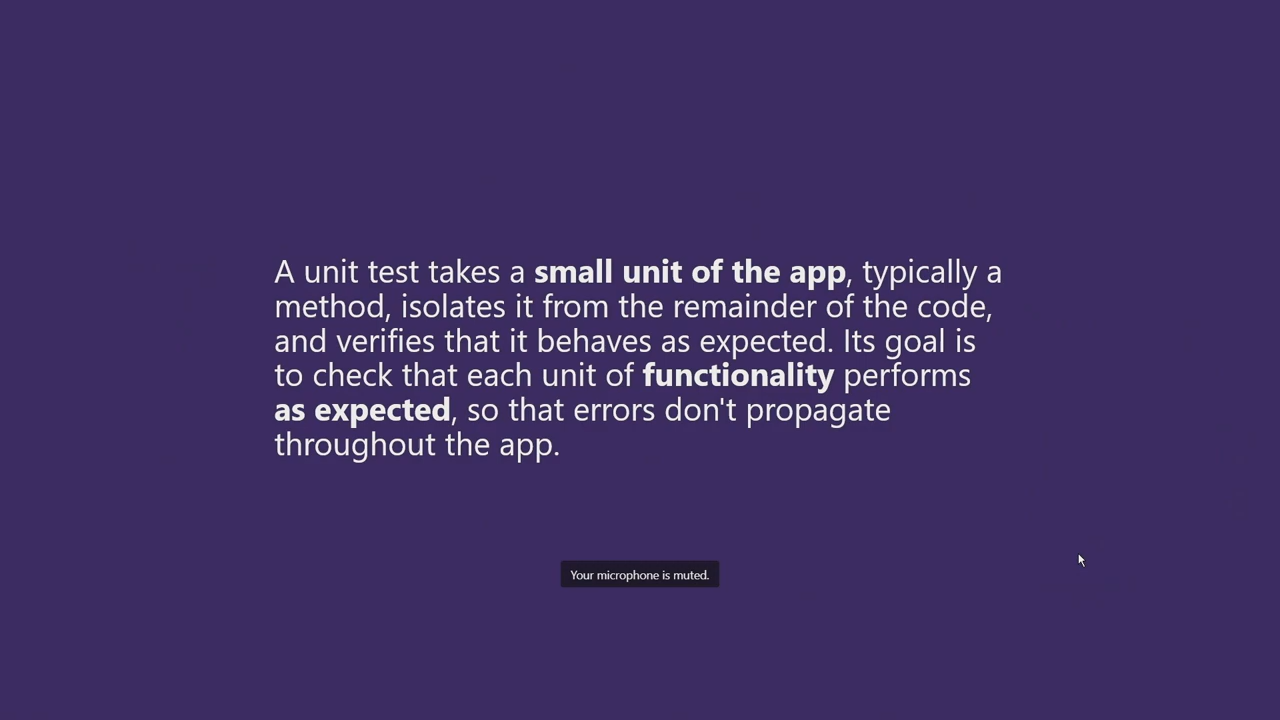 A unit test takes a small unit of the app, typically a
method, isolates it from the remainder of the code,
and verifies that it behaves as expected. Its goal is
to check that each unit of functionality performs
as expected, so that errors don't propagate
throughout the app.
Your microphone is muted.